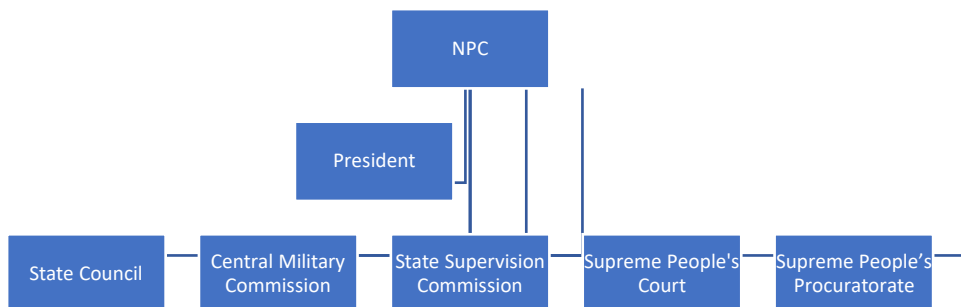 NPC
President
State Council
Central Military
Commission
State Supervision
Commission
Supreme People's
Court
Supreme People’s
Procuratorate